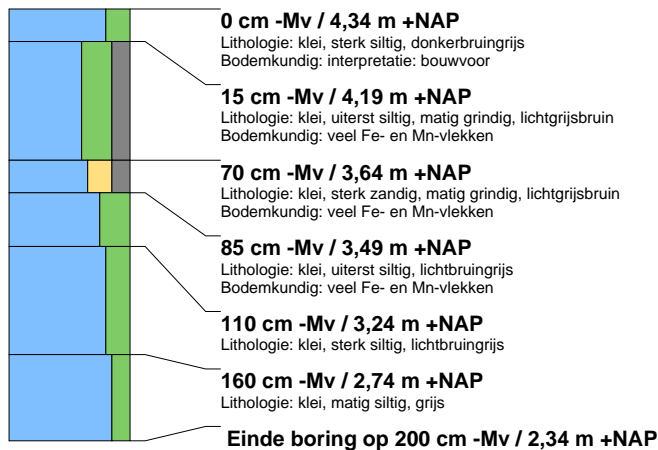 0 cm -Mv / 4,34 m +NAP
Lithologie: klei, sterk siltig, donkerbruingrijs
Bodemkundig: interpretatie: bouwvoor
15 cm -Mv / 4,19 m +NAP
Lithologie: klei, uiterst siltig, matig grindig, lichtgrijsbruin
Bodemkundig: veel Fe- en Mn-vlekken
70 cm -Mv / 3,64 m +NAP
Lithologie: klei, sterk zandig, matig grindig, lichtgrijsbruin
Bodemkundig: veel Fe- en Mn-vlekken
85 cm -Mv / 3,49 m +NAP
Lithologie: klei, uiterst siltig, lichtbruingrijs
Bodemkundig: veel Fe- en Mn-vlekken
110 cm -Mv / 3,24 m +NAP
Lithologie: klei, sterk siltig, lichtbruingrijs
160 cm -Mv / 2,74 m +NAP
Lithologie: klei, matig siltig, grijs
Einde boring op 200 cm -Mv / 2,34 m +NAP